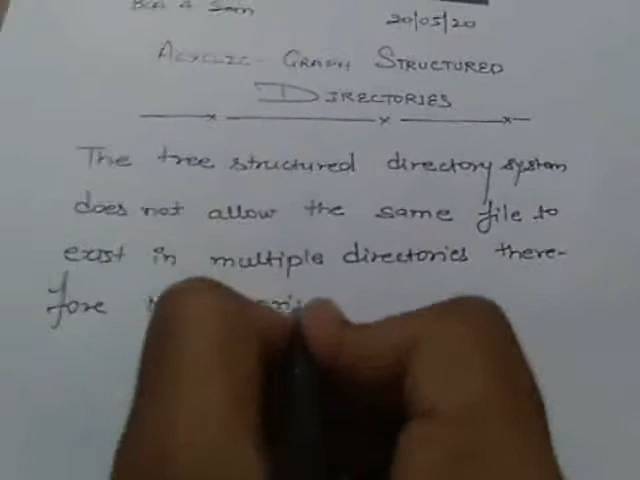 Sem
20/05/20
ACYCLIC-GRAPH STRUCTURED
DIRECTORIES
The tree structured directory system
does not allow the same file to
exist in multiple directories there-
fore